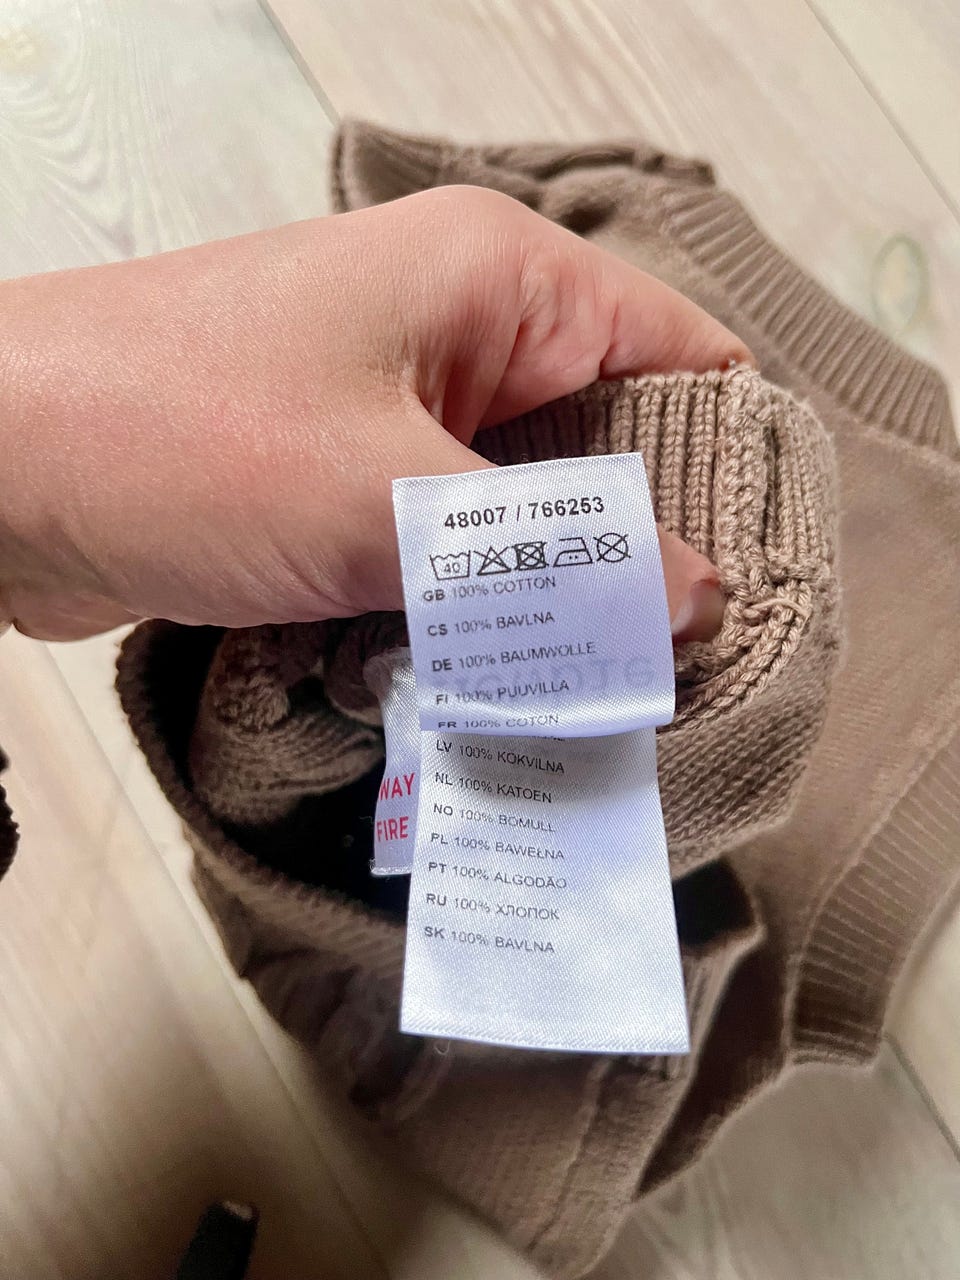 48007 / 766253
40
GB 100% COTTON
CS 100% BAVLNA
DE 100% BAUMWOLLE
FI 100% PUUVILLA
FR 100% COTON
LV 100% KOKVILNA
NL 100% KATOEN
NO 100% BOMULL
PL 100% BAWEŁNA
PT 100% ALGODÃO
RU 100% ХЛОПОК
SK 100% BAVLNA
WAY
FIRE